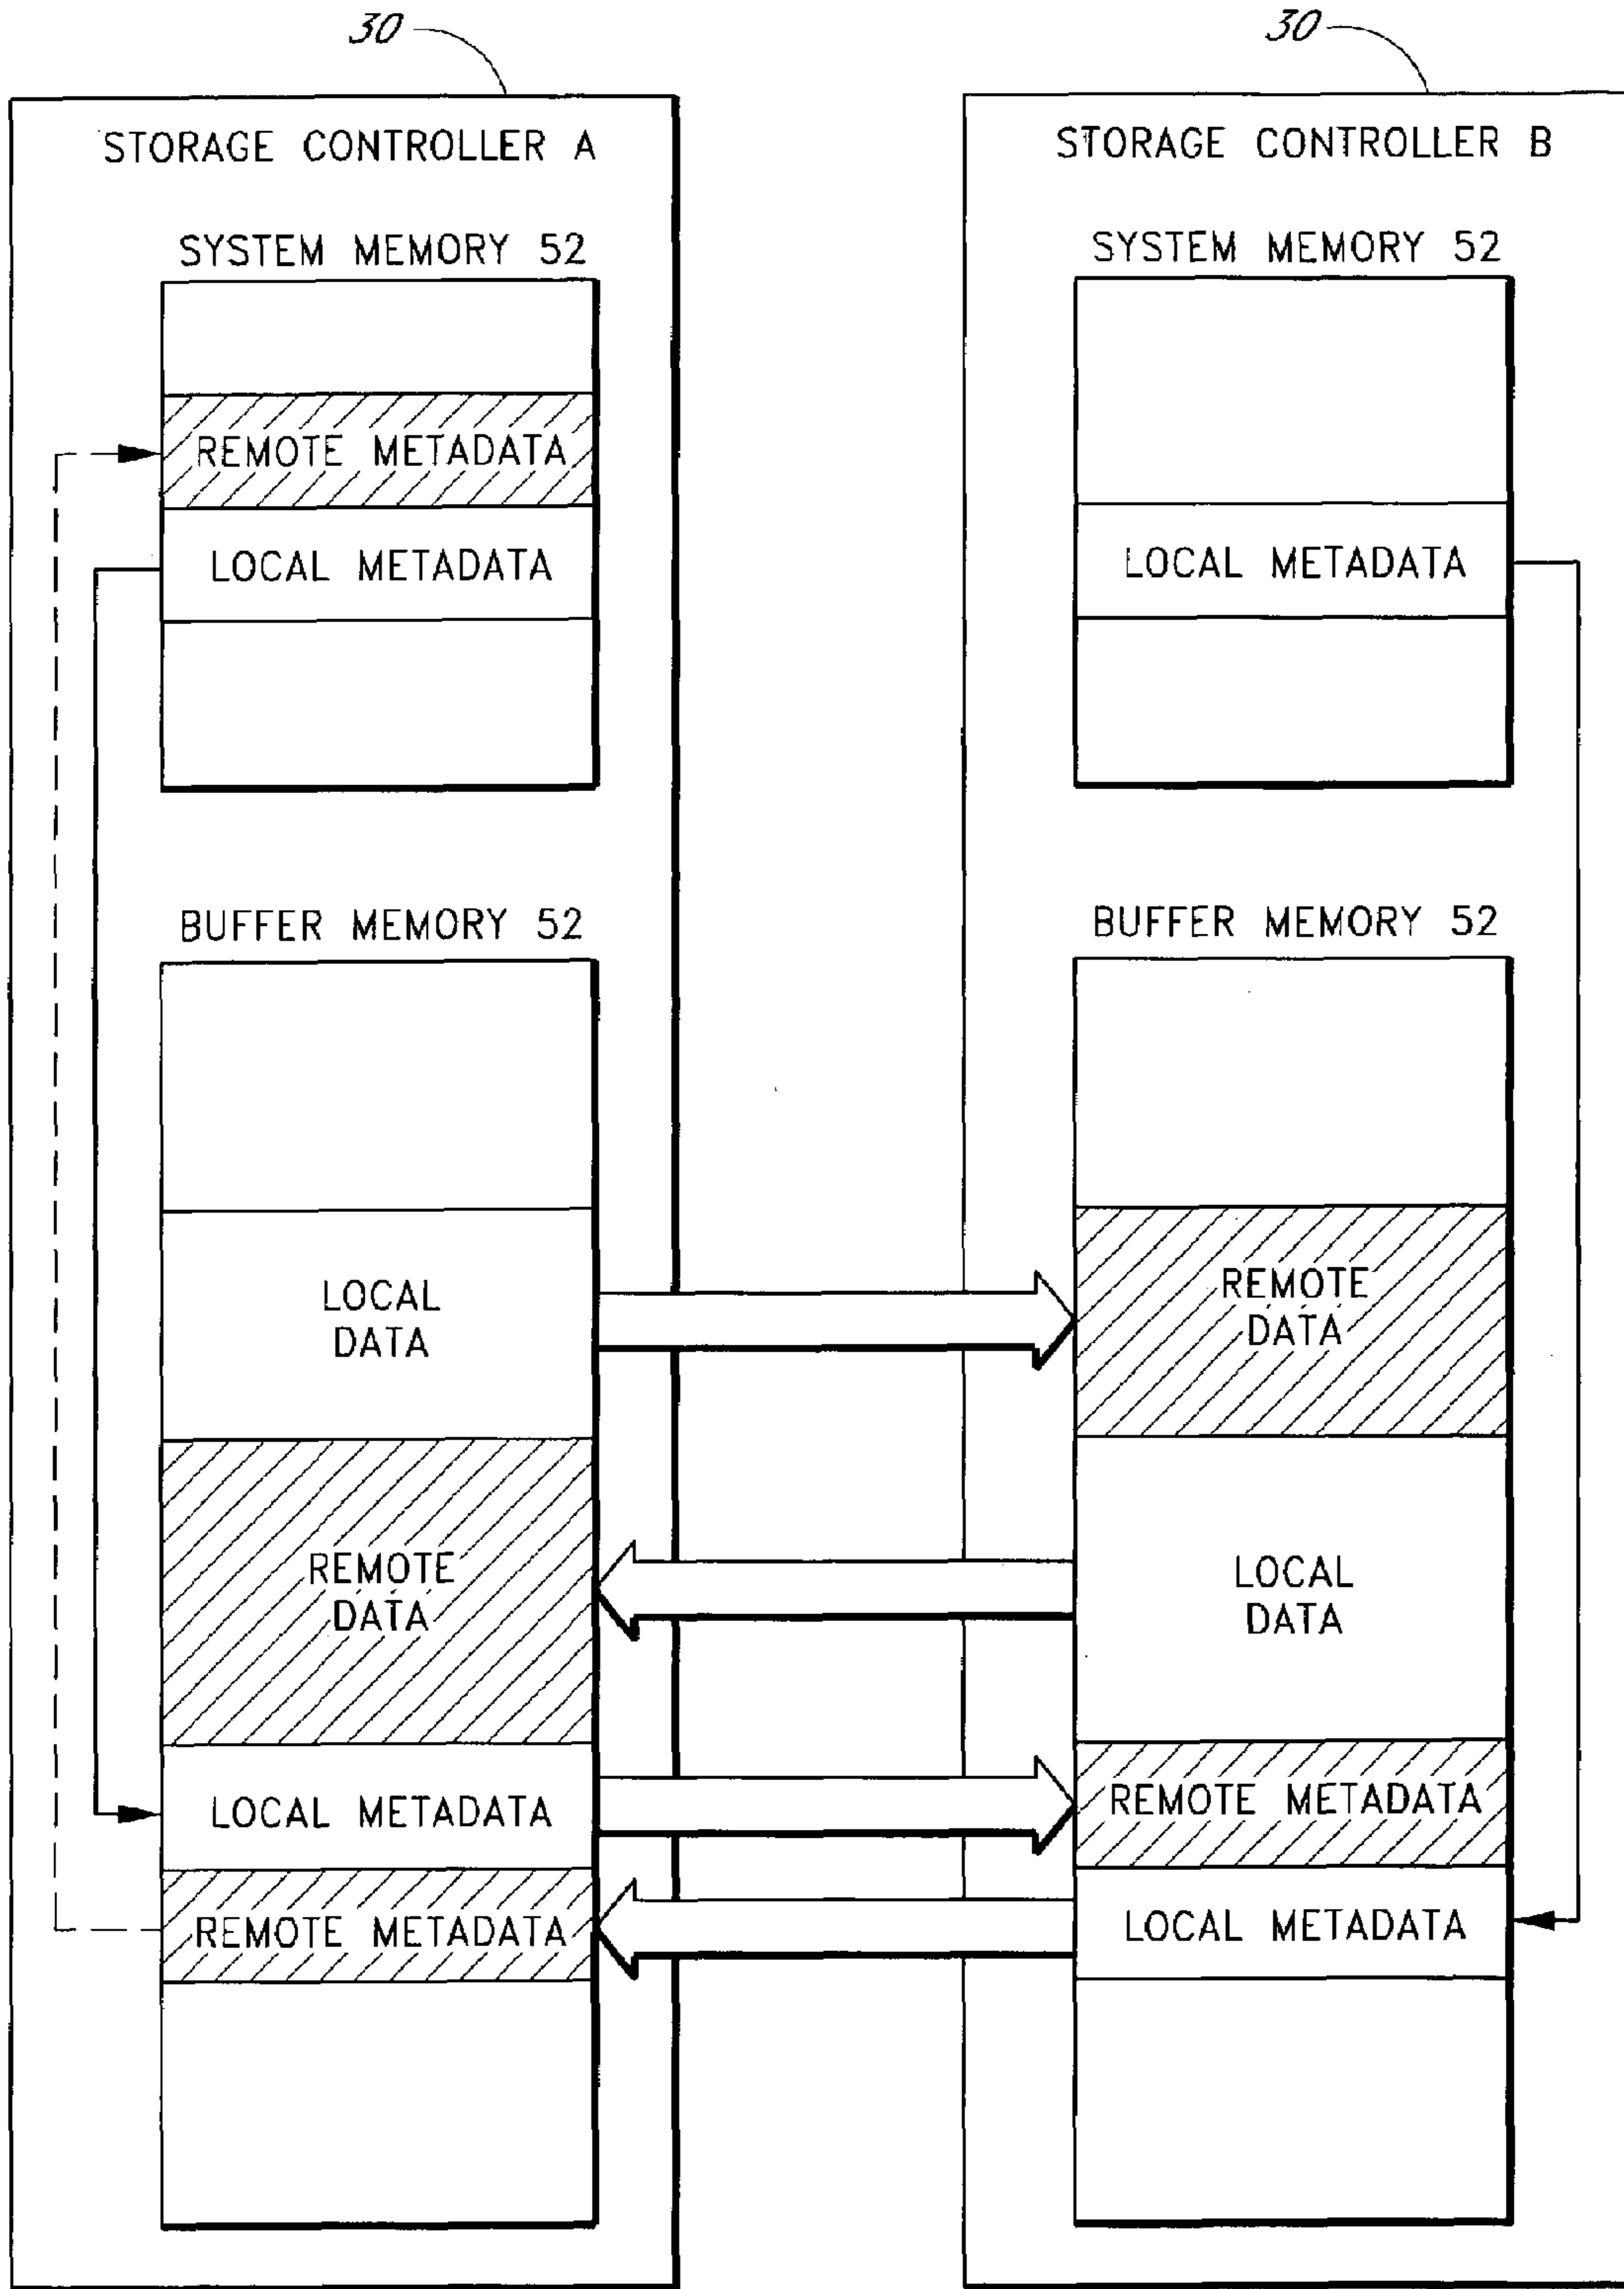 30
STORAGE CONTROLLER A
SYSTEM MEMORY 52
REMOTE METADATA
LOCAL METADATA
BUFFER MEMORY 52
LOCAL
DATA
REMOTE
DATA
LOCAL METADATA
REMOTE METADATA
30
STORAGE CONTROLLER B
SYSTEM MEMORY 52
LOCAL METADATA
BUFFER MEMORY 52
REMOTE
DATA
LOCAL
DATA
REMOTE METADATA
LOCAL METADATA